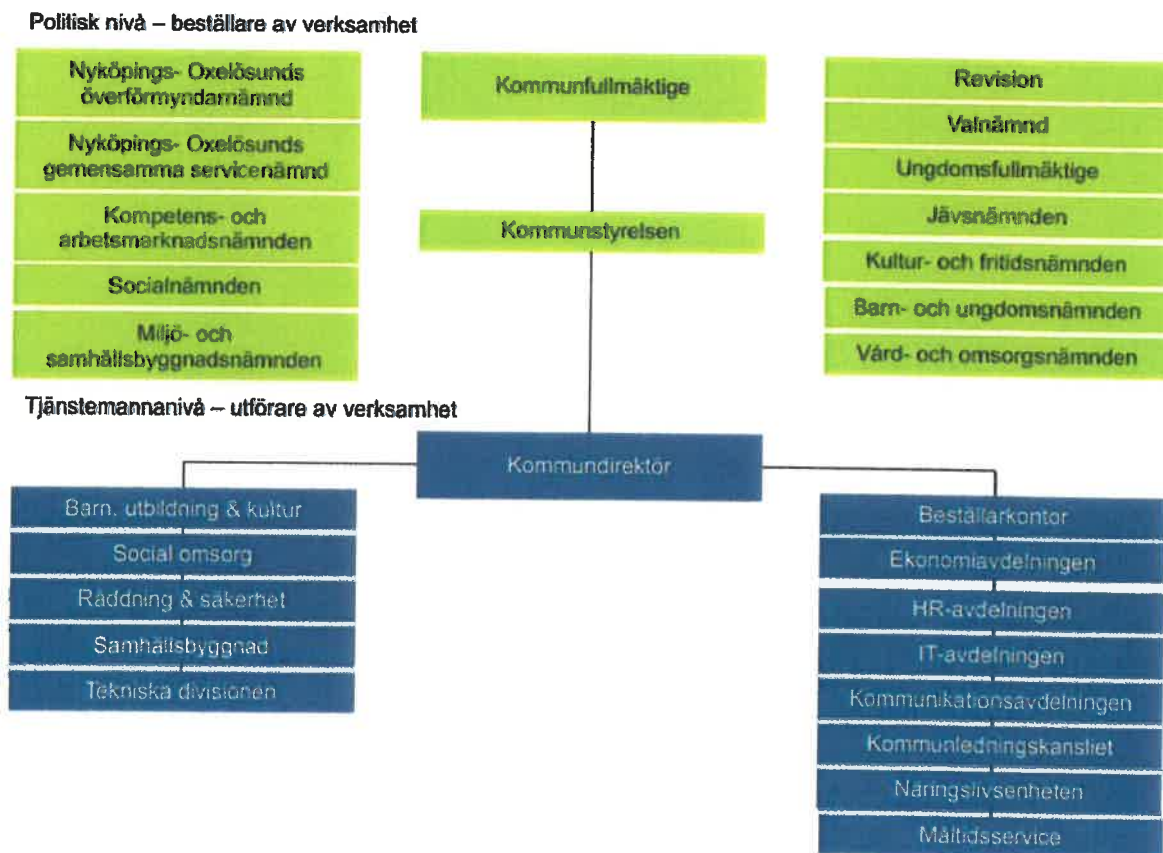 Politisk nivå – beställare av verksamhet
Nyköpings- Oxelösunds
överförmyndarnämnd
Nyköpings- Oxelösunds
gemensamma servicenämnd
Kompetens- och
arbetsmarknadsnämnden
Socialnämnden
Miljö- och
samhällsbyggnadsnämnden
Kommunfullmäktige
Kommunstyrelsen
Revision
Valnämnd
Ungdomsfullmäktige
Jävsnämnden
Kultur- och fritidsnämnden
Barn- och ungdomsnämnden
Vård- och omsorgsnämnden
Tjänstemannanivå – utförare av verksamhet
Kommundirektör
Barn, utbildning & kultur
Social omsorg
Räddning & säkerhet
Samhällsbyggnad
Tekniska divisionen
Beställarkontor
Ekonomiavdelningen
HR-avdelningen
IT-avdelningen
Kommunikationsavdelningen
Kommunledningskansliet
Näringslivsenheten
Måltidsservice